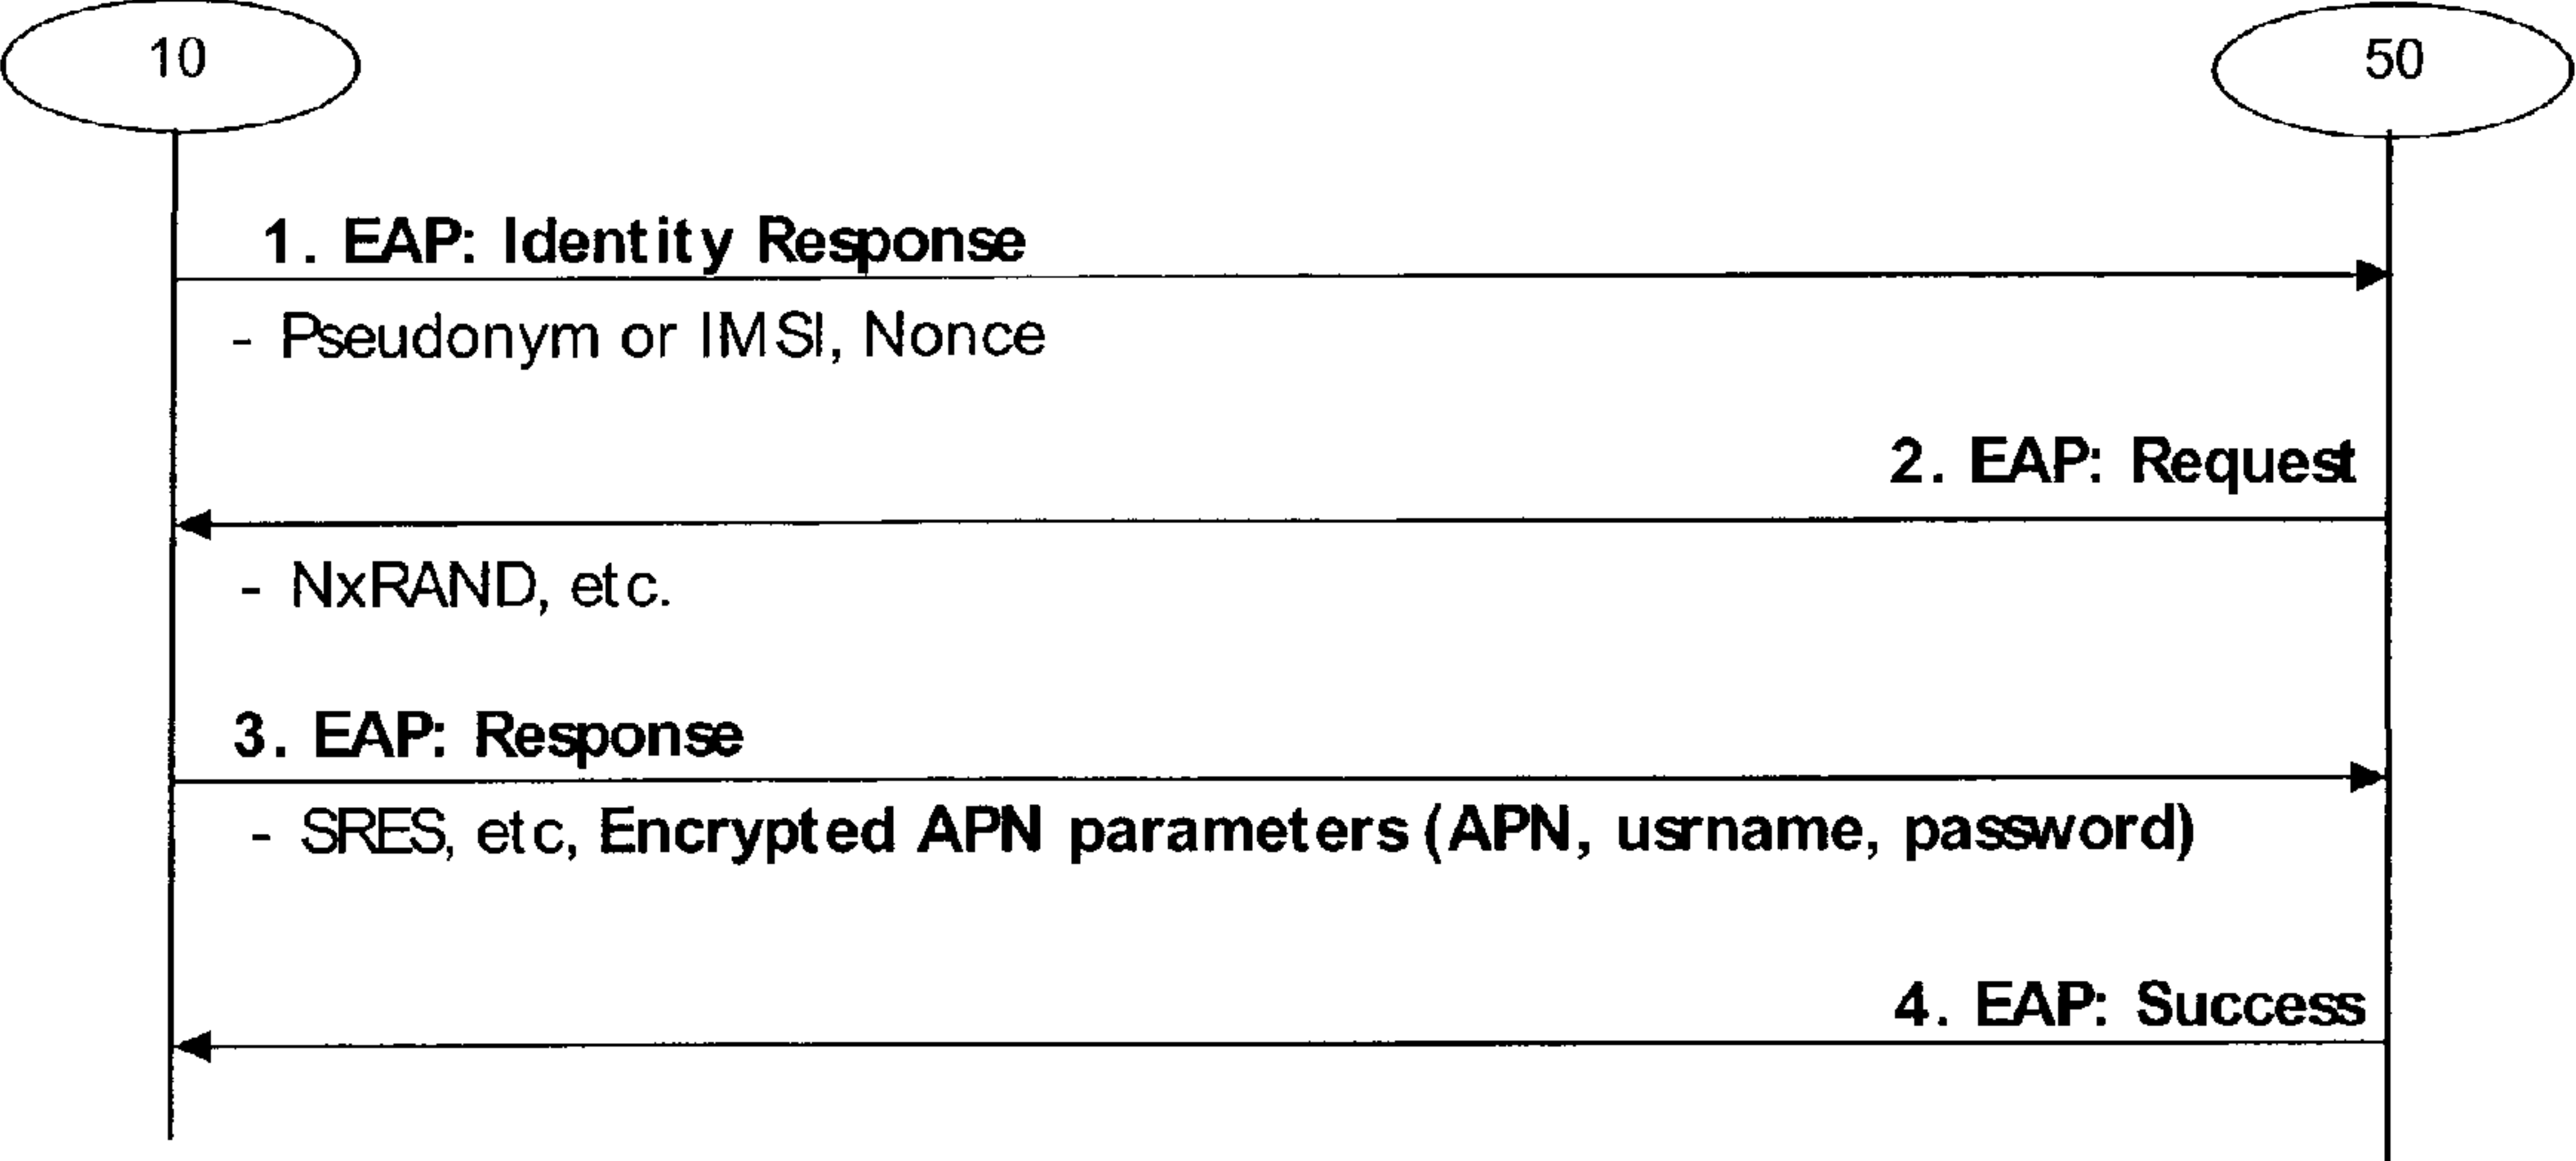 10
50
1. EAP: Identity Response
- Pseudonym or IMSI, Nonce
2. EAP: Request
- NxRAND, etc.
3. EAP: Response
- SRES, etc, Encrypted APN parameters (APN, usrname, password)
4. EAP: Success